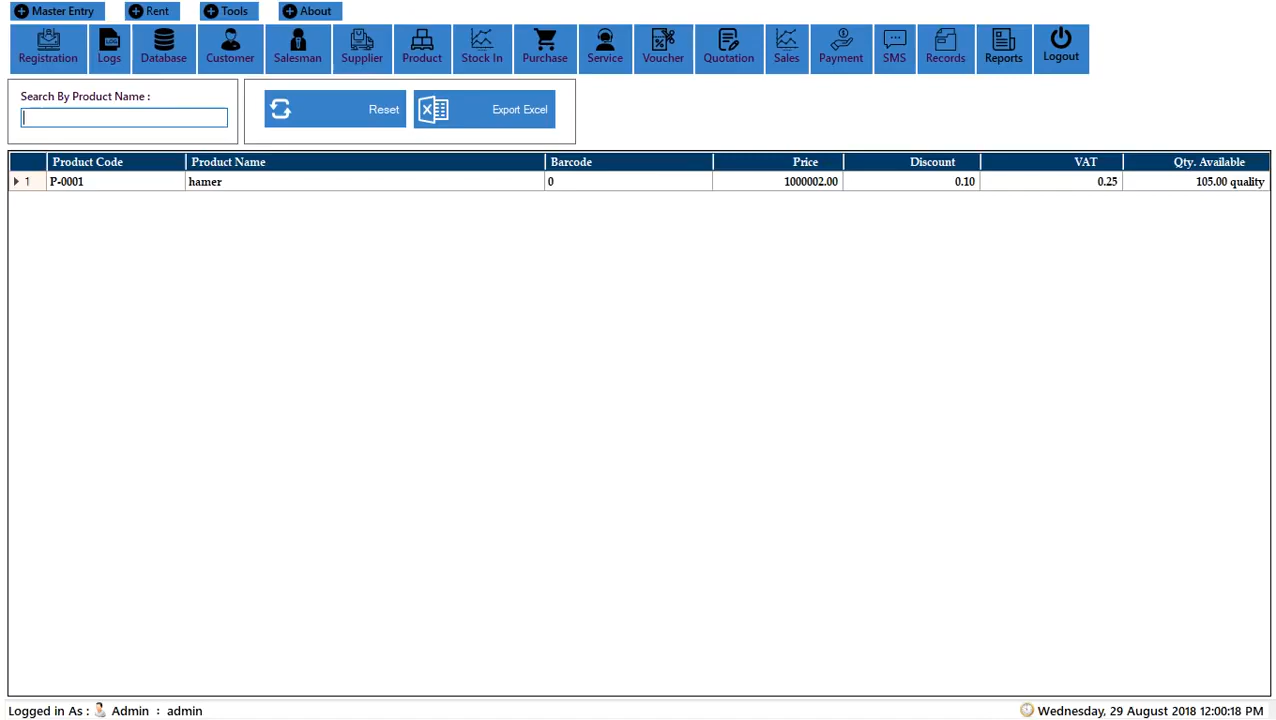 Master Entry Rent Tools About
Registration Logs Database Customer Salesman Supplier Product Stock In Purchase Service Voucher Quotation Sales Payment SMS Records Reports Logout
Search By Product Name :
Reset Export Excel
Product Code Product Name Barcode Price Discount VAT Qty. Available
1 P-0001 hamer 0 1000002.00 0.10 0.25 105.00 quality
Logged in As : Admin : admin Wednesday, 29 August 2018 12:00:18 PM